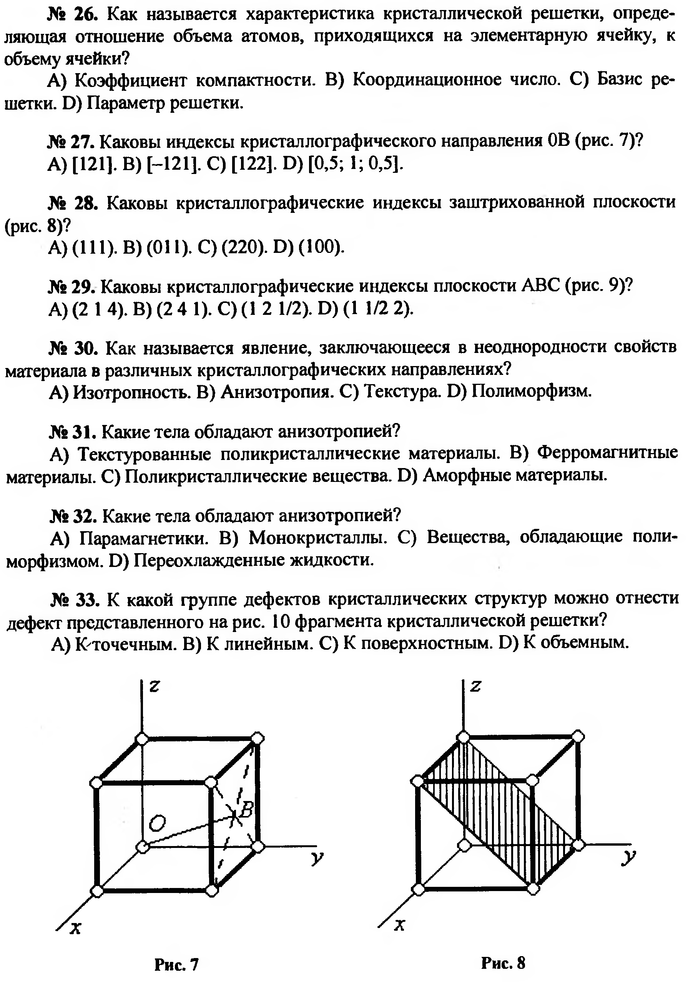 № 26. Как называется характеристика кристаллической решетки, опреде-
ляющая отношение объема атомов, приходящихся на элементарную ячейку, к
объему ячейки?
A) Коэффициент компактности. B) Координационное число. C) Базис ре-
шетки. D) Параметр решетки.
№ 27. Каковы индексы кристаллографического направления 0B (рис. 7)?
A) [121]. B) [–121]. C) [122]. D) [0,5; 1; 0,5].
№ 28. Каковы кристаллографические индексы заштрихованной плоскости
(рис. 8)?
A) (111). B) (011). C) (220). D) (100).
№ 29. Каковы кристаллографические индексы плоскости ABC (рис. 9)?
A) (2 1 4). B) (2 4 1). C) (1 2 1/2). D) (1 1/2 2).
№ 30. Как называется явление, заключающееся в неоднородности свойств
материала в различных кристаллографических направлениях?
A) Изотропность. B) Анизотропия. C) Текстура. D) Полиморфизм.
№ 31. Какие тела обладают анизотропией?
A) Текстурованные поликристаллические материалы. B) Ферромагнитные
материалы. C) Поликристаллические вещества. D) Аморфные материалы.
№ 32. Какие тела обладают анизотропией?
A) Парамагнетики. B) Монокристаллы. C) Вещества, обладающие поли-
морфизмом. D) Переохлажденные жидкости.
№ 33. К какой группе дефектов кристаллических структур можно отнести
дефект представленного на рис. 10 фрагмента кристаллической решетки?
A) К точечным. B) К линейным. C) К поверхностным. D) К объемным.
z
O
B
y
x
Рис. 7
z
y
x
Рис. 8